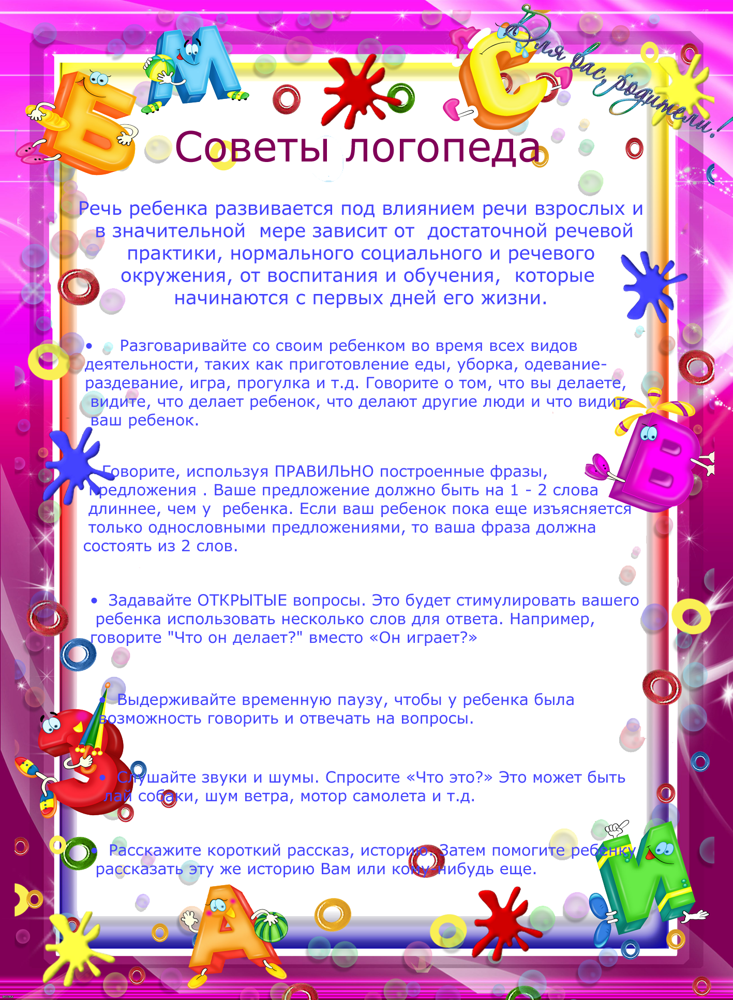 Для вас, родители!
Советы логопеда
Речь ребенка развивается под влиянием речи взрослых и
в значительной мере зависит от достаточной речевой
практики, нормального социального и речевого
окружения, от воспитания и обучения, которые
начинаются с первых дней его жизни.
• Разговаривайте со своим ребенком во время всех видов
деятельности, таких как приготовление еды, уборка, одевание-
раздевание, игра, прогулка и т.д. Говорите о том, что вы делаете,
видите, что делает ребенок, что делают другие люди и что видит
ваш ребенок.
Говорите, используя ПРАВИЛЬНО построенные фразы,
предложения . Ваше предложение должно быть на 1 - 2 слова
длиннее, чем у ребенка. Если ваш ребенок пока еще изъясняется
только однословными предложениями, то ваша фраза должна
состоять из 2 слов.
• Задавайте ОТКРЫТЫЕ вопросы. Это будет стимулировать вашего
ребенка использовать несколько слов для ответа. Например,
говорите "Что он делает?" вместо «Он играет?»
• Выдерживайте временную паузу, чтобы у ребенка была
возможность говорить и отвечать на вопросы.
• Слушайте звуки и шумы. Спросите «Что это?» Это может быть
лай собаки, шум ветра, мотор самолета и т.д.
• Расскажите короткий рассказ, историю. Затем помогите ребенку
рассказать эту же историю Вам или кому-нибудь еще.